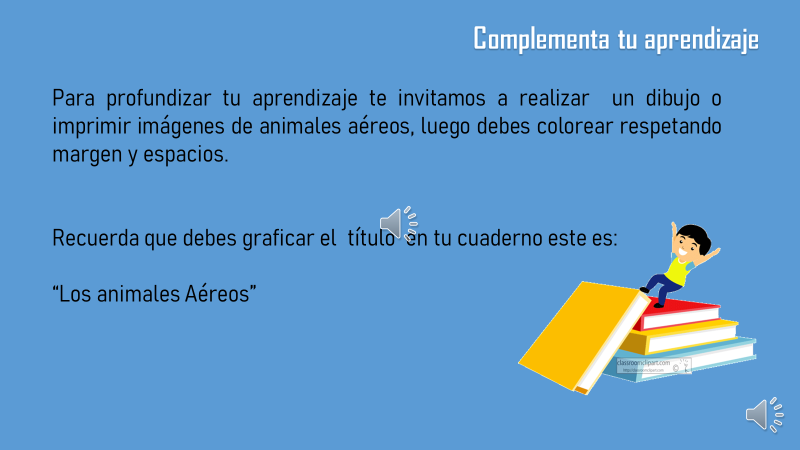 Complementa tu aprendizaje
Para profundizar tu aprendizaje te invitamos a realizar un dibujo o
imprimir imágenes de animales aéreos, luego debes colorear respetando
margen y espacios.
Recuerda que debes graficar el título en tu cuaderno este es:
“Los animales Aéreos”
classroomclipart.com